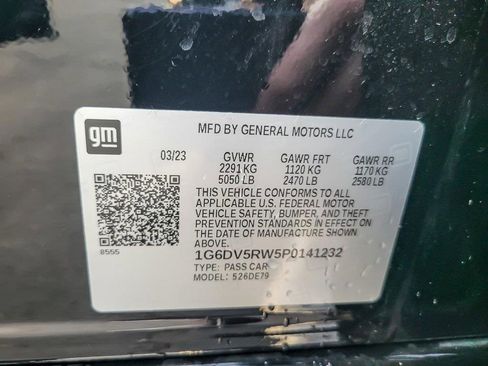 gm
MFD BY GENERAL MOTORS LLC
03/23 GVWR GAWR FRT GAWR RR
2291 KG 1120 KG 1170 KG
5050 LB 2470 LB 2580 LB
THIS VEHICLE CONFORMS TO ALL
APPLICABLE U.S. FEDERAL MOTOR
VEHICLE SAFETY, BUMPER, AND THEFT
PREVENTION STANDARDS IN EFFECT ON
THE DATE OF MANUFACTURE SHOWN
ABOVE.
8555
1G6DV5RW5P0141232
TYPE: PASS CAR
MODEL: 526DE79